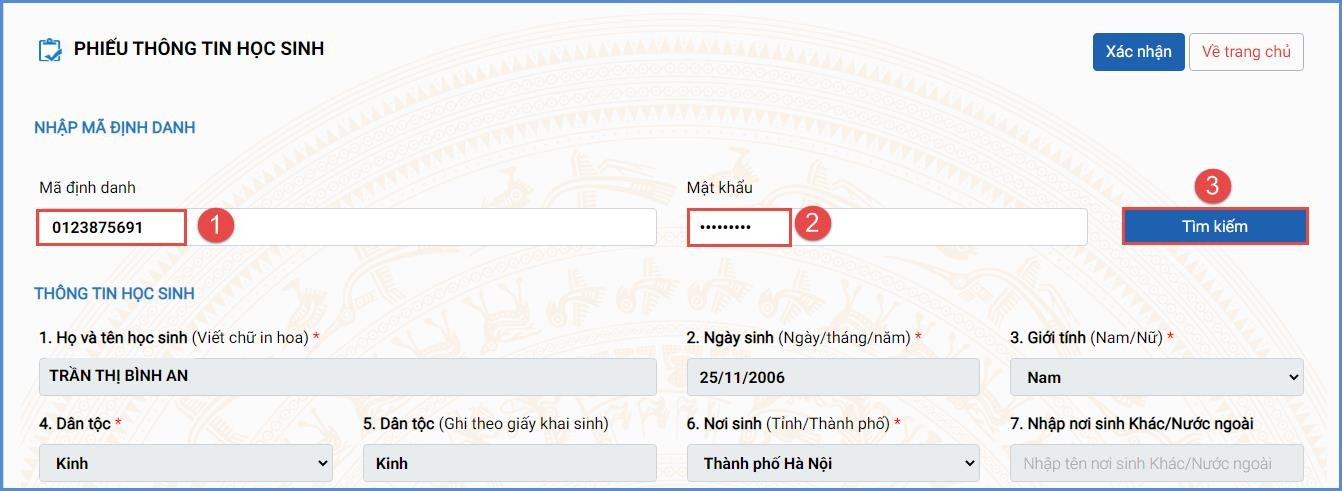 PHIẾU THÔNG TIN HỌC SINH
Xác nhận
Về trang chủ
NHẬP MÃ ĐỊNH DANH
Mã định danh
Mật khẩu
3
0123875691
1
•••••••••
2
Tìm kiếm
THÔNG TIN HỌC SINH
1. Họ và tên học sinh (Viết chữ in hoa) *
2. Ngày sinh (Ngày/tháng/năm) *
3. Giới tính (Nam/Nữ) *
TRẦN THỊ BÌNH AN
25/11/2006
Nam
4. Dân tộc *
5. Dân tộc (Ghi theo giấy khai sinh)
6. Nơi sinh (Tỉnh/Thành phố) *
7. Nhập nơi sinh Khác/Nước ngoài
Kinh
Kinh
Thành phố Hà Nội
Nhập tên nơi sinh Khác/Nước ngoài